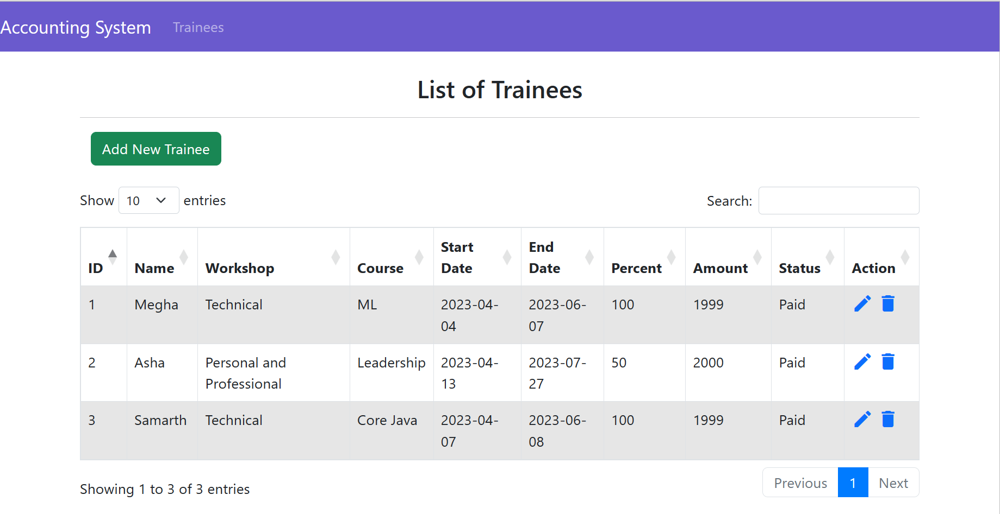 Accounting System Trainees
List of Trainees
Add New Trainee
Show 10 entries Search:
ID Name Workshop Course Start Date End Date Percent Amount Status Action
1 Megha Technical ML 2023-04-04 2023-06-07 100 1999 Paid
2 Asha Personal and Professional Leadership 2023-04-13 2023-07-27 50 2000 Paid
3 Samarth Technical Core Java 2023-04-07 2023-06-08 100 1999 Paid
Showing 1 to 3 of 3 entries Previous 1 Next